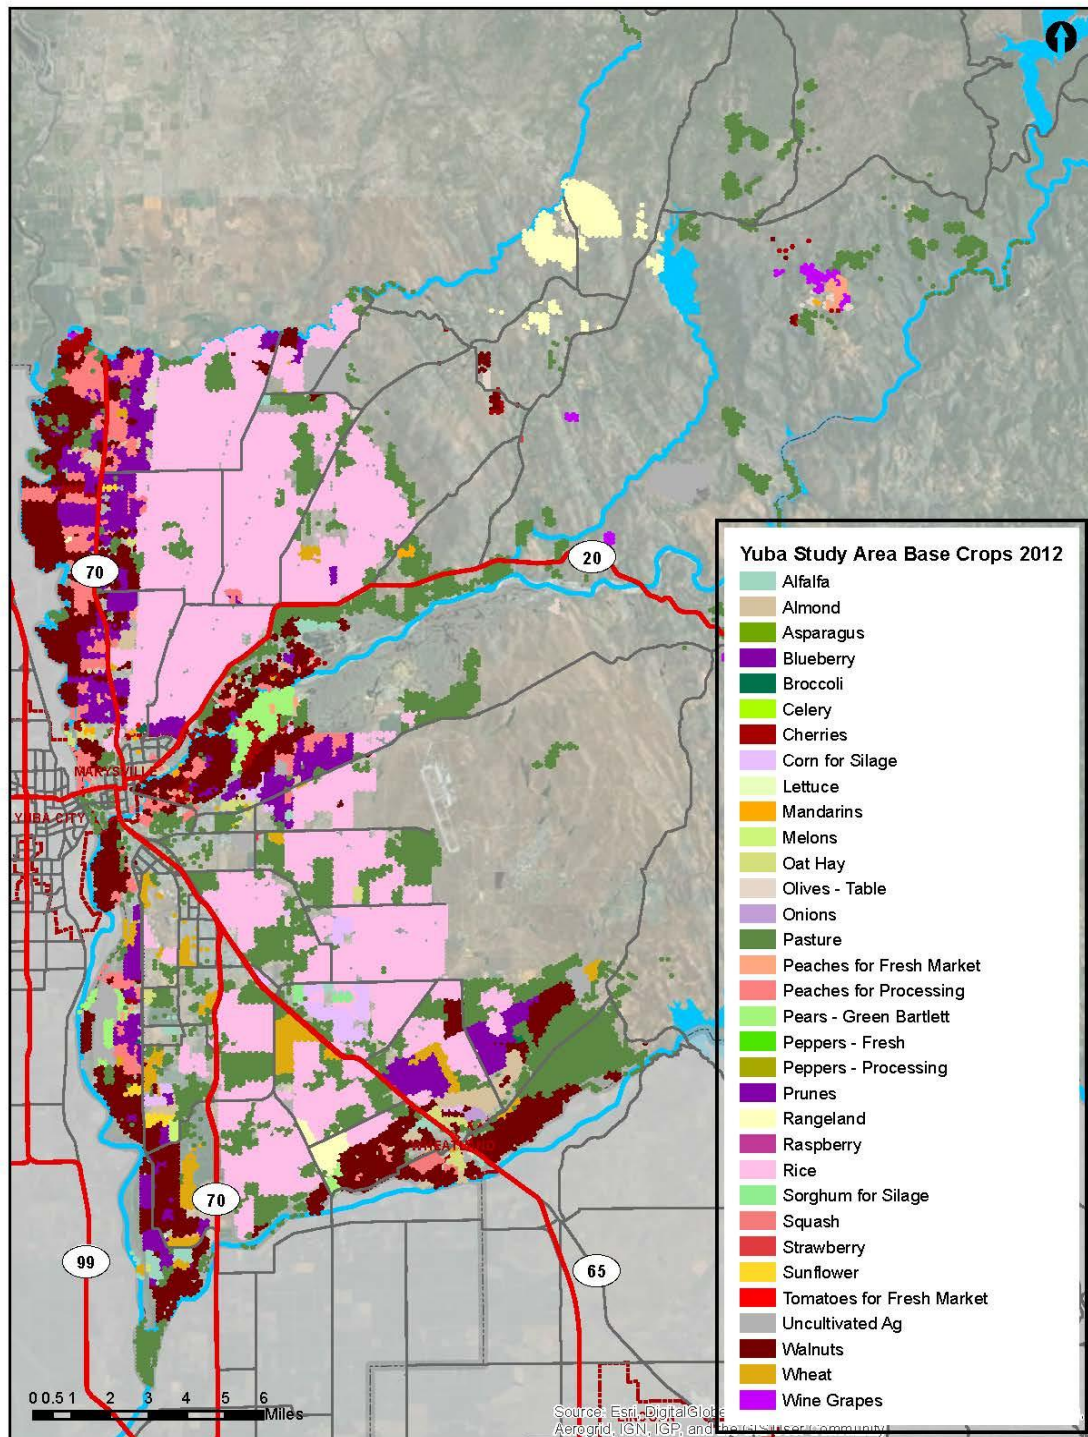 20
70
MARYSVILLE
YUBA CITY
70
99
65
0 0.5 1 2 3 4 5 6
Miles
Yuba Study Area Base Crops 2012
Alfalfa
Almond
Asparagus
Blueberry
Broccoli
Celery
Cherries
Corn for Silage
Lettuce
Mandarins
Melons
Oat Hay
Olives - Table
Onions
Pasture
Peaches for Fresh Market
Peaches for Processing
Pears - Green Bartlett
Peppers - Fresh
Peppers - Processing
Prunes
Rangeland
Raspberry
Rice
Sorghum for Silage
Squash
Strawberry
Sunflower
Tomatoes for Fresh Market
Uncultivated Ag
Walnuts
Wheat
Wine Grapes
Source: Esri, DigitalGlobe
Aerogrid, IGN, IGP, and the GIS User Community